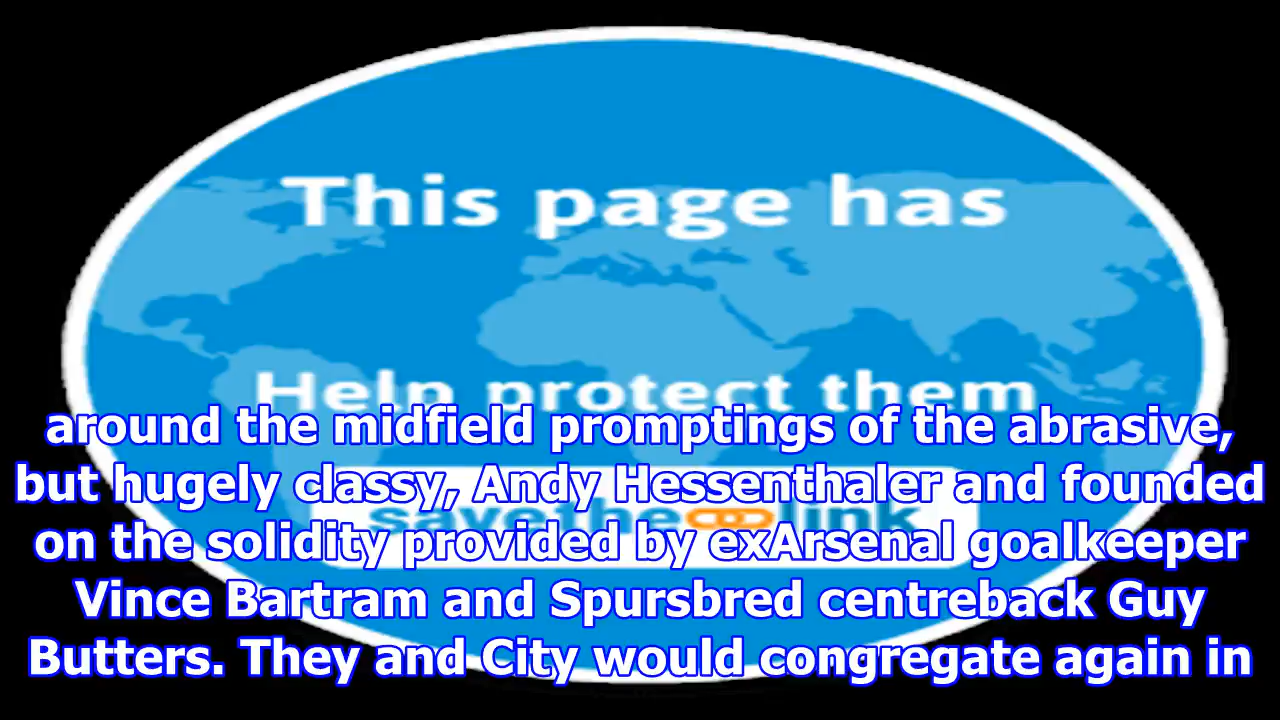 This page has
Help protect them
savethelink
around the midfield promptings of the abrasive,
but hugely classy, Andy Hessenthaler and founded
on the solidity provided by exArsenal goalkeeper
Vince Bartram and Spursbred centreback Guy
Butters. They and City would congregate again in